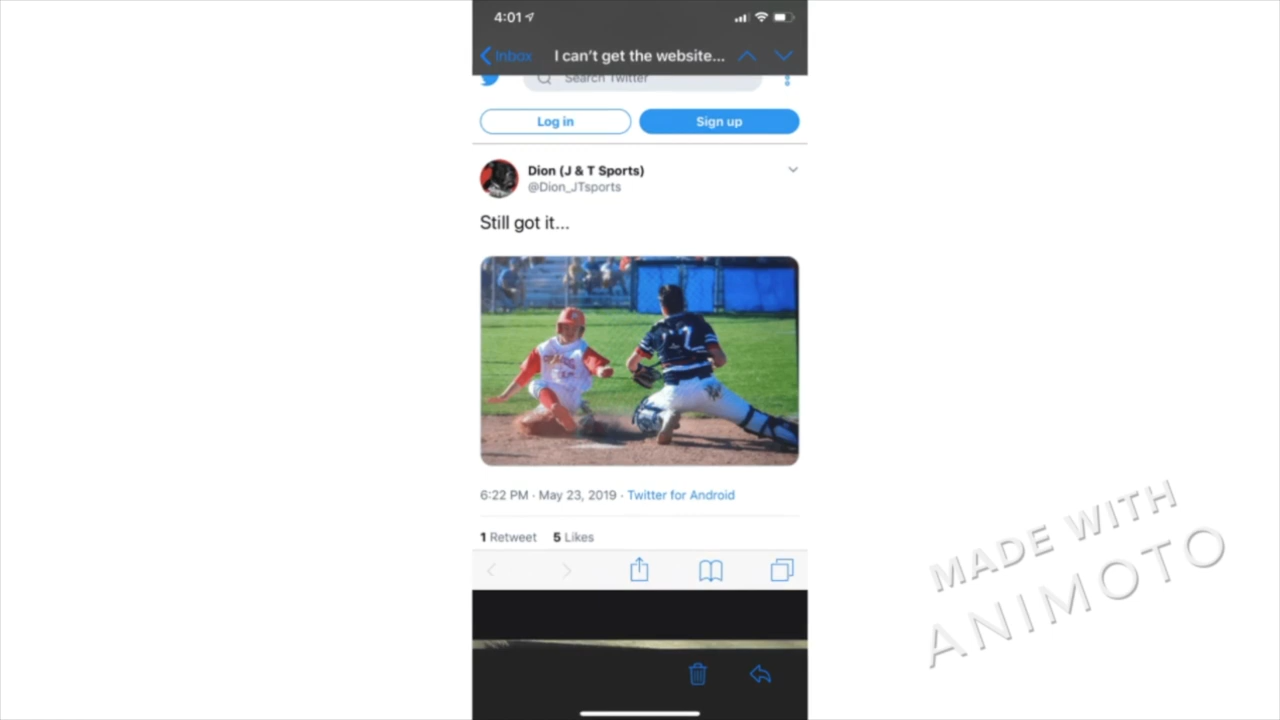 4:01
Inbox
I can't get the website...
Search Twitter
Log in
Sign up
Dion (J & T Sports)
@Dion_JTsports
Still got it...
7
6:22 PM · May 23, 2019 · Twitter for Android
1 Retweet 5 Likes
MADE WITH
ANIMOTO